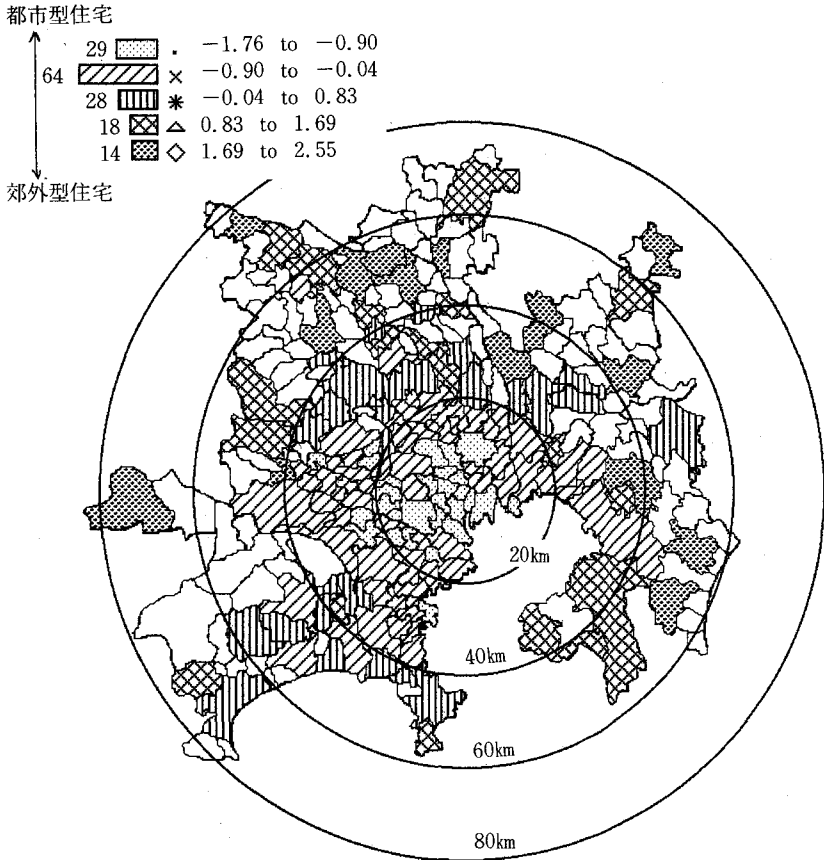 都市型住宅
29 -1.76 to -0.90
64 × -0.90 to -0.04
28 * -0.04 to 0.83
18 △ 0.83 to 1.69
14 ◇ 1.69 to 2.55
郊外型住宅
20km
40km
60km
80km